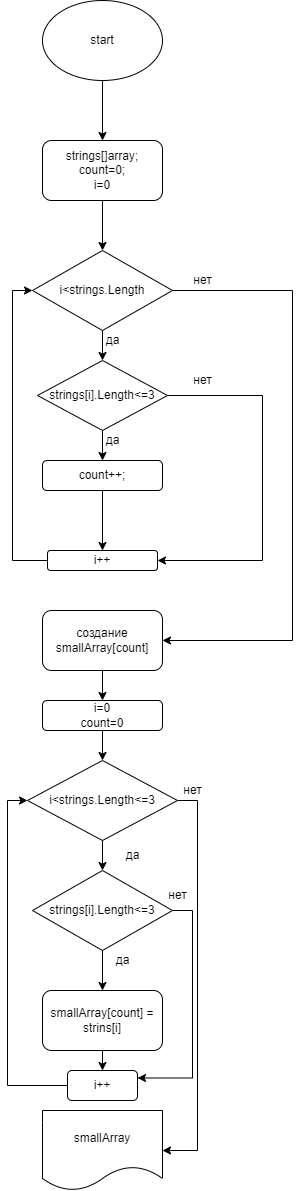 start
strings[]array;
count=0;
i=0
i<strings.Length
нет
да
strings[i].Length<=3
нет
да
count++;
i++
создание
smallArray[count]
i=0
count=0
i<strings.Length<=3
нет
да
strings[i].Length<=3
нет
да
smallArray[count] =
strins[i]
i++
smallArray